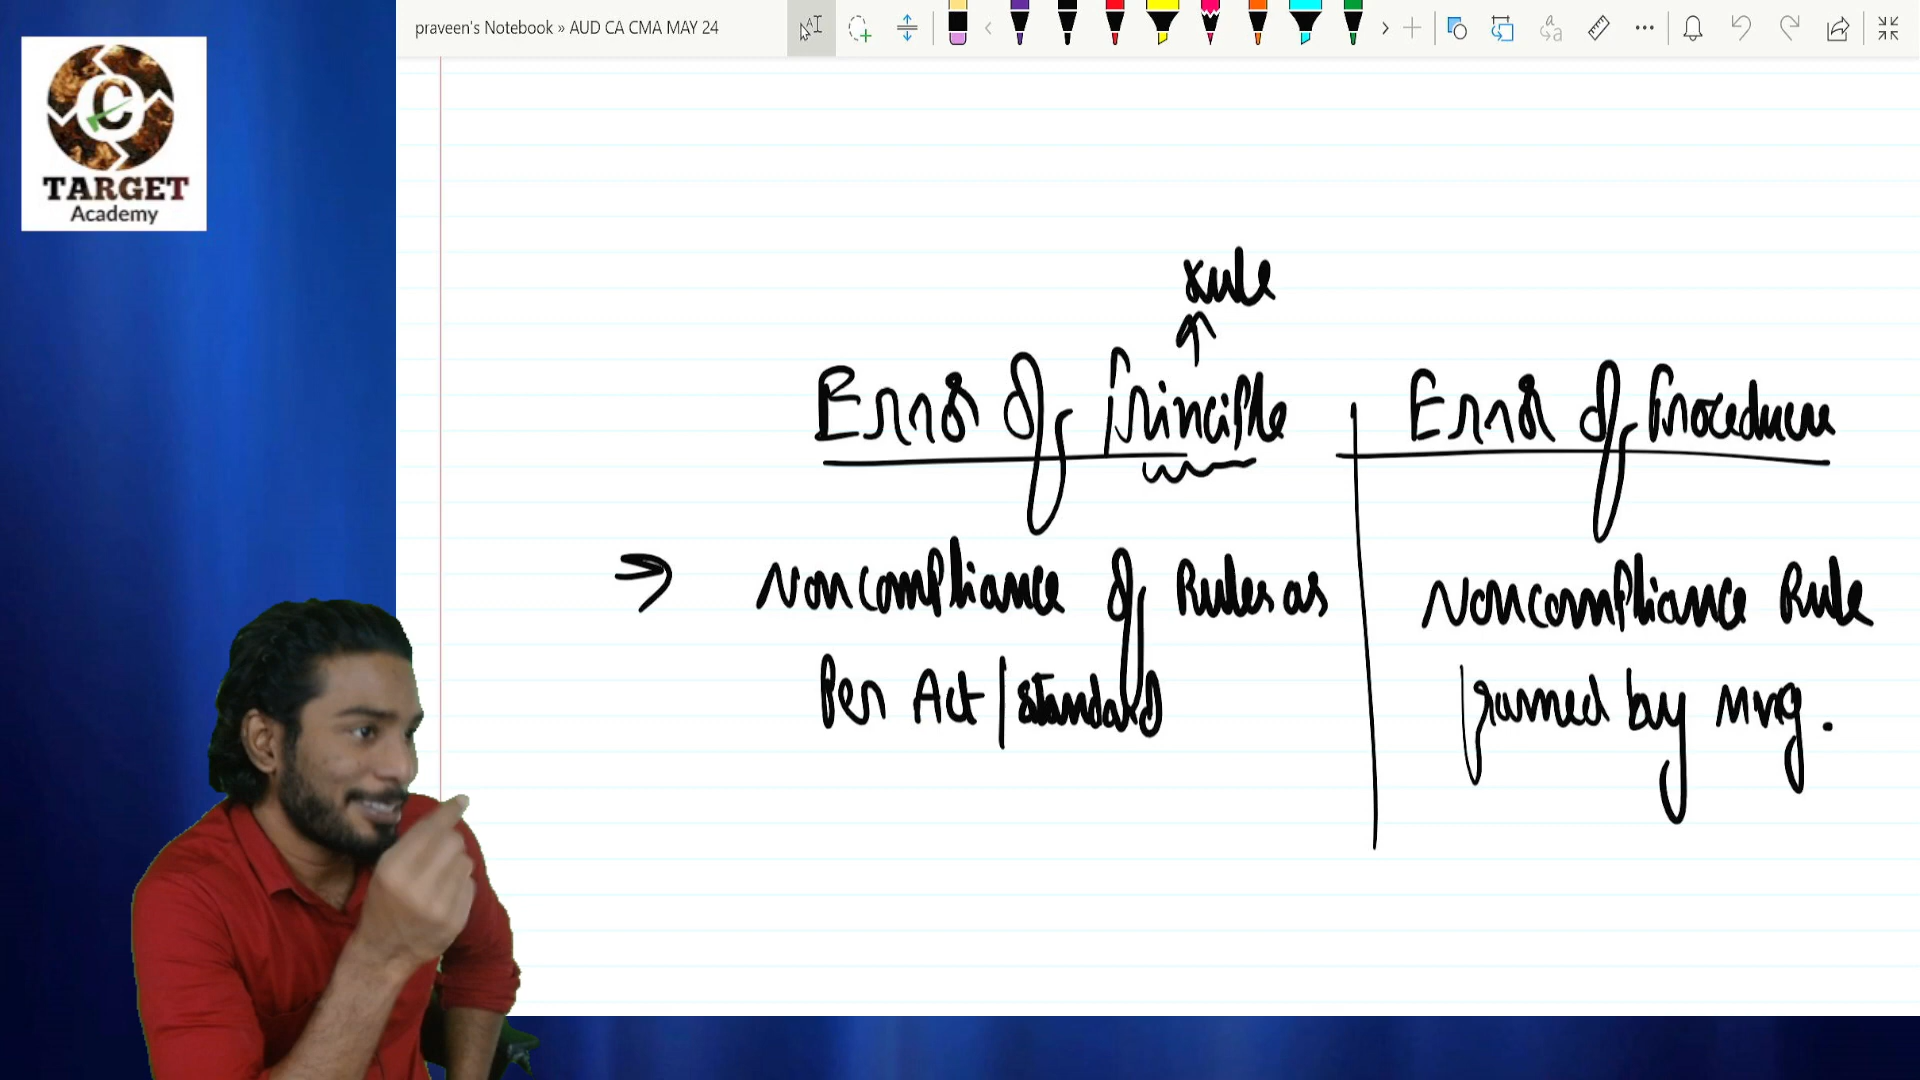 praveen's Notebook » AUD CA CMA MAY 24
C
TARGET
Academy
rule
Error Of Principle
Error Of Procedure
Noncompliance Of Rules as
Per Act / standard
Noncompliance Rule
framed by Mng.